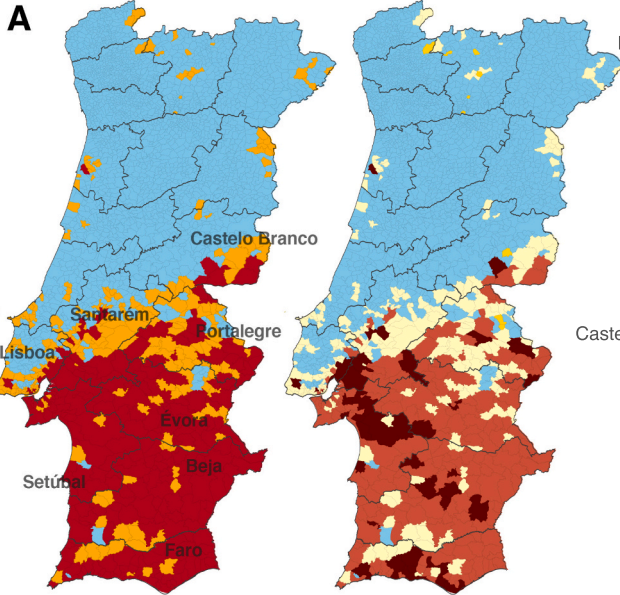 A
Castelo Branco
Santarém
Portalegre
Lisboa
Évora
Beja
Setúbal
Faro
Caste